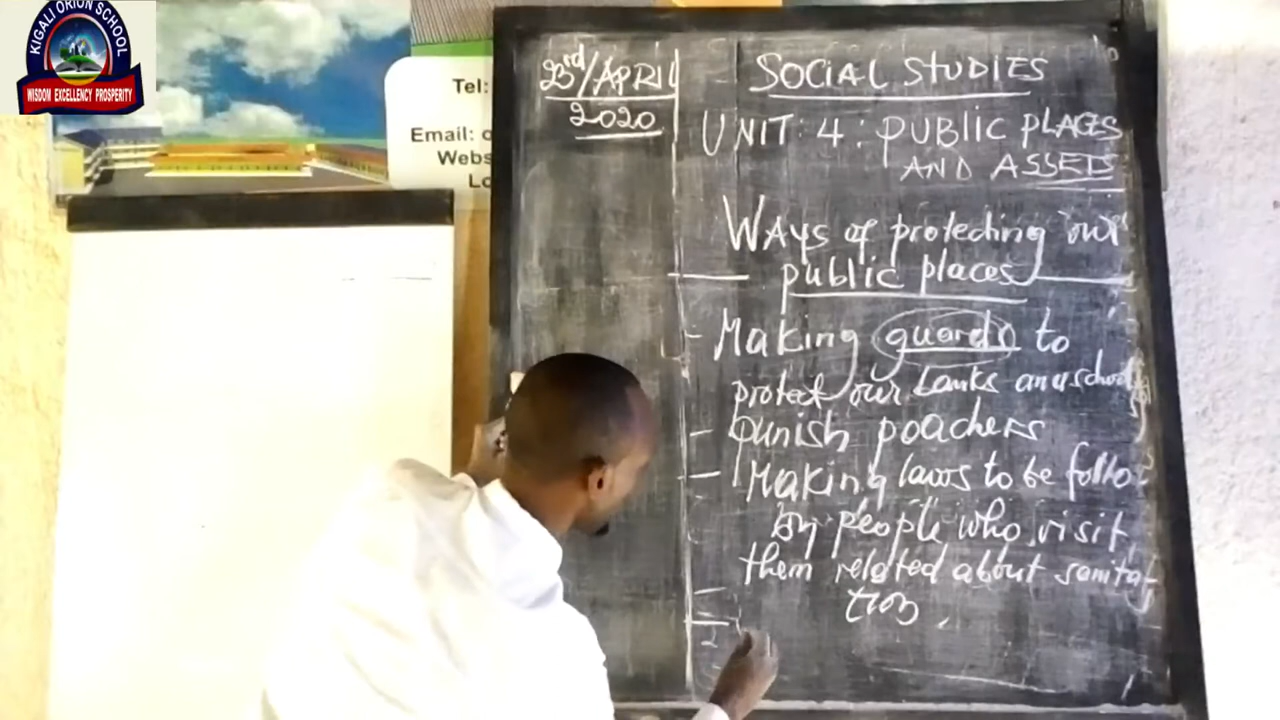 KIGALI ORION SCHOOL
WISDOM EXCELLENCY PROSPERITY
Tel:
Email:
Webs
Lo
23rd/APRIL
2020
SOCIAL STUDIES
UNIT: 4: PUBLIC PLACES
AND ASSETS
Ways of protecting our
public places
- Making guards to
protect our banks and schools
- punish poachers
- Making laws to be follo-
by people who visit
them related about sanita-
tion.